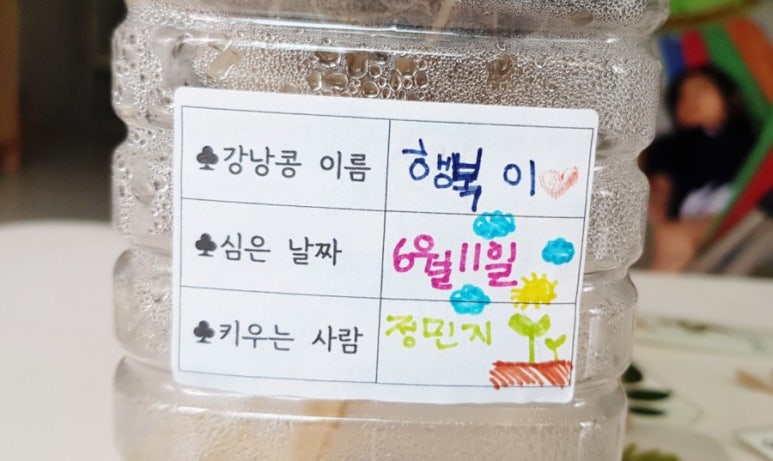 ♣강낭콩 이름 행복이♡
♣심은 날짜 6월11일
♣키우는 사람 정민지